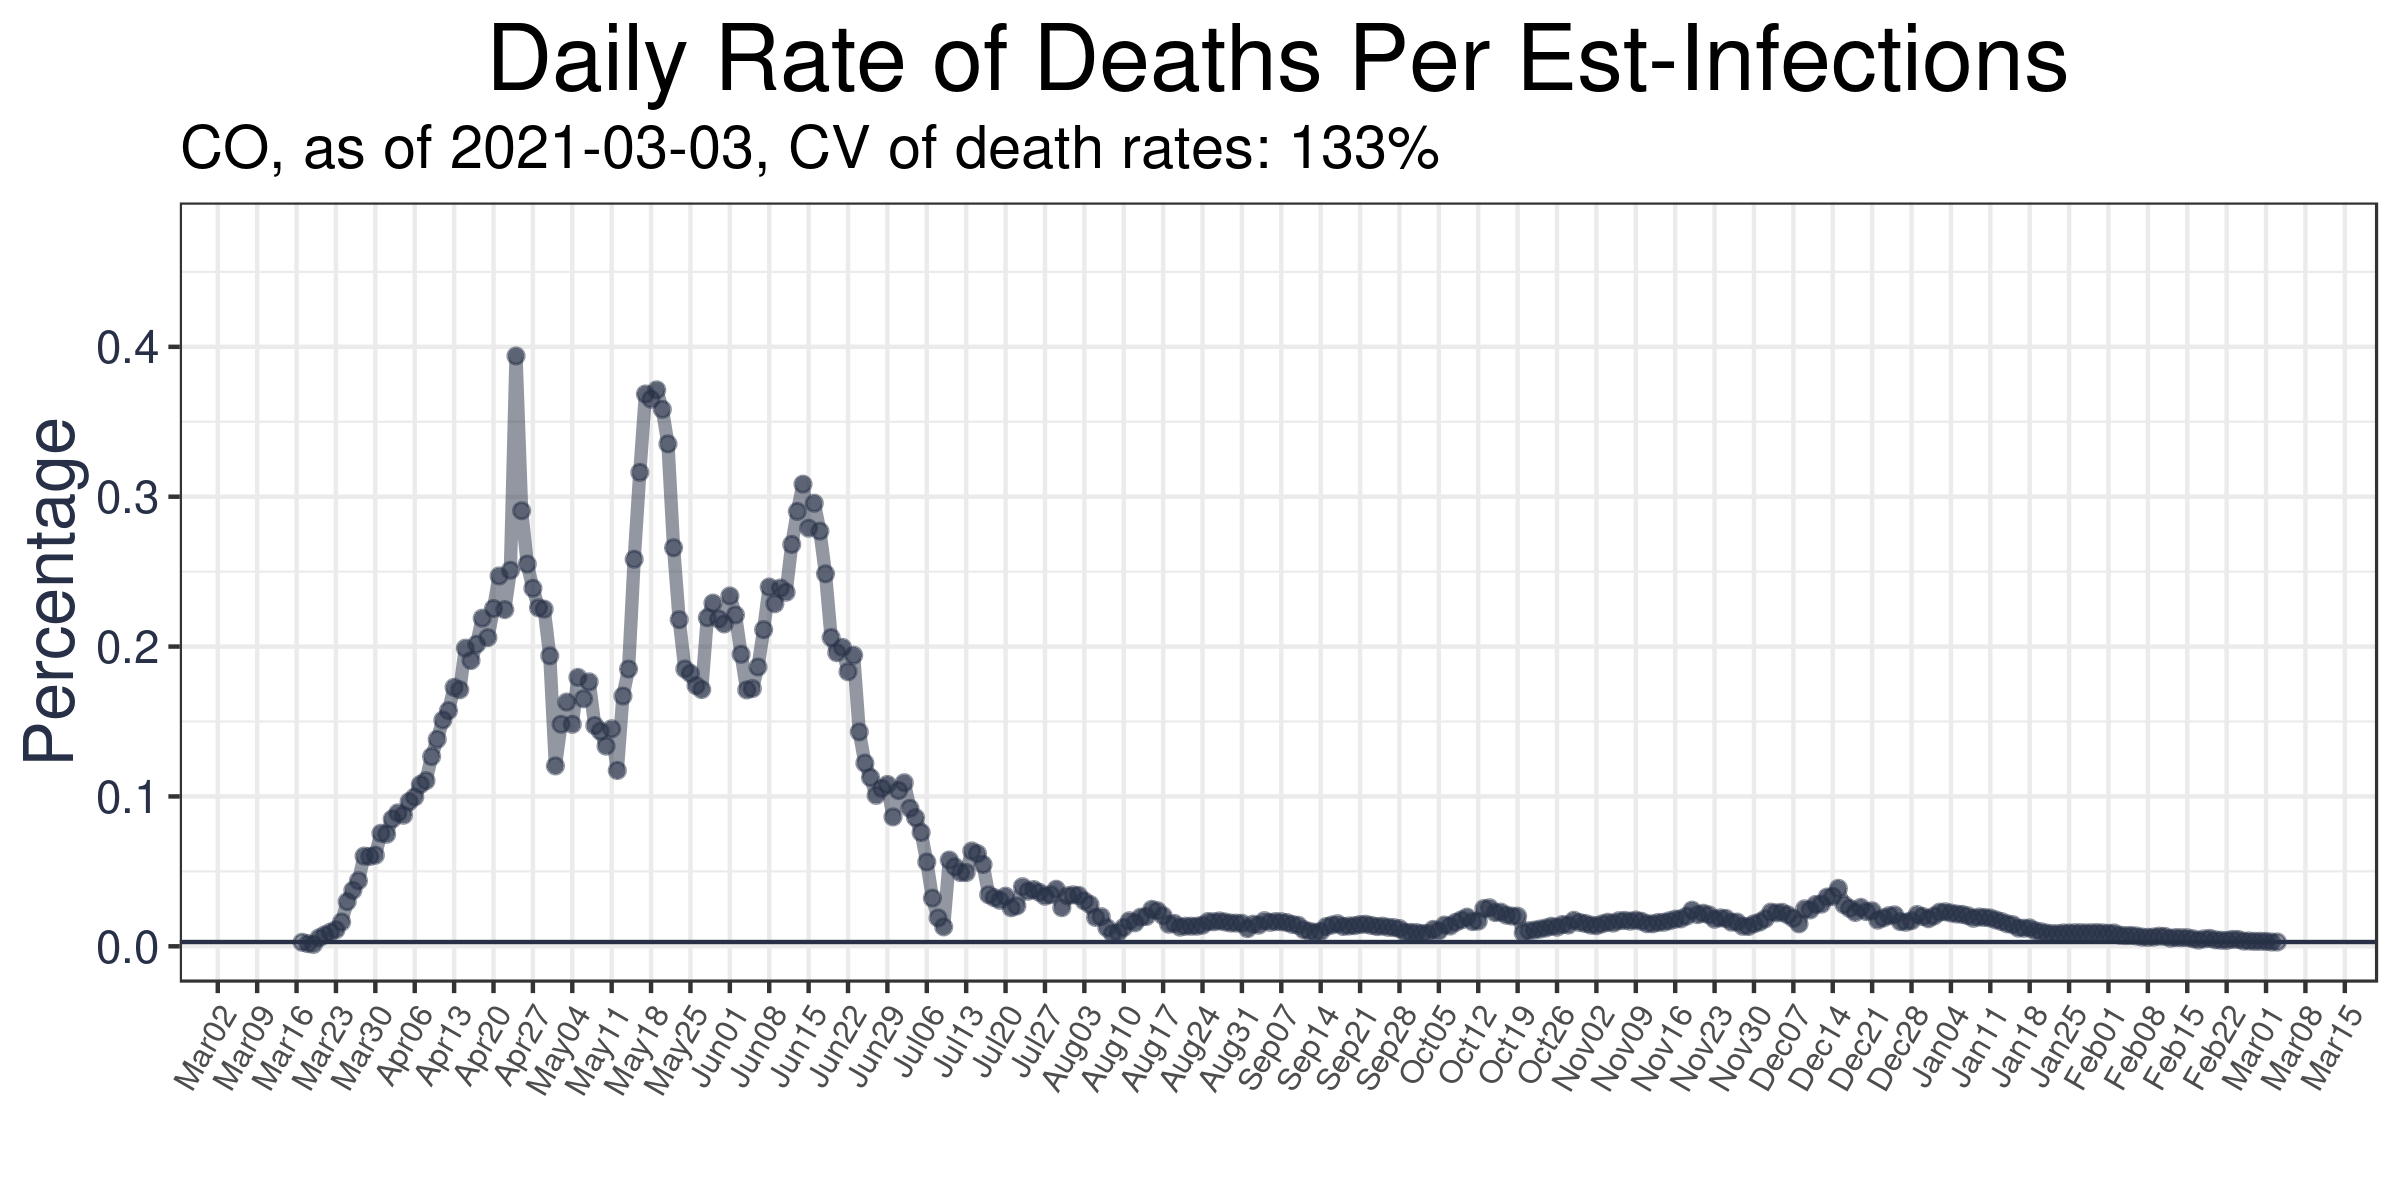 Daily Rate of Deaths Per Est-Infections
CO, as of 2021-03-03, CV of death rates: 133%
Percentage
0.4
0.3
0.2
0.1
0.0
Mar02
Mar09
Mar16
Mar23
Mar30
Apr06
Apr13
Apr20
Apr27
May04
May11
May18
May25
Jun01
Jun08
Jun15
Jun22
Jun29
Jul06
Jul13
Jul20
Jul27
Aug03
Aug10
Aug17
Aug24
Aug31
Sep07
Sep14
Sep21
Sep28
Oct05
Oct12
Oct19
Oct26
Nov02
Nov09
Nov16
Nov23
Nov30
Dec07
Dec14
Dec21
Dec28
Jan04
Jan11
Jan18
Jan25
Feb01
Feb08
Feb15
Feb22
Mar01
Mar08
Mar15